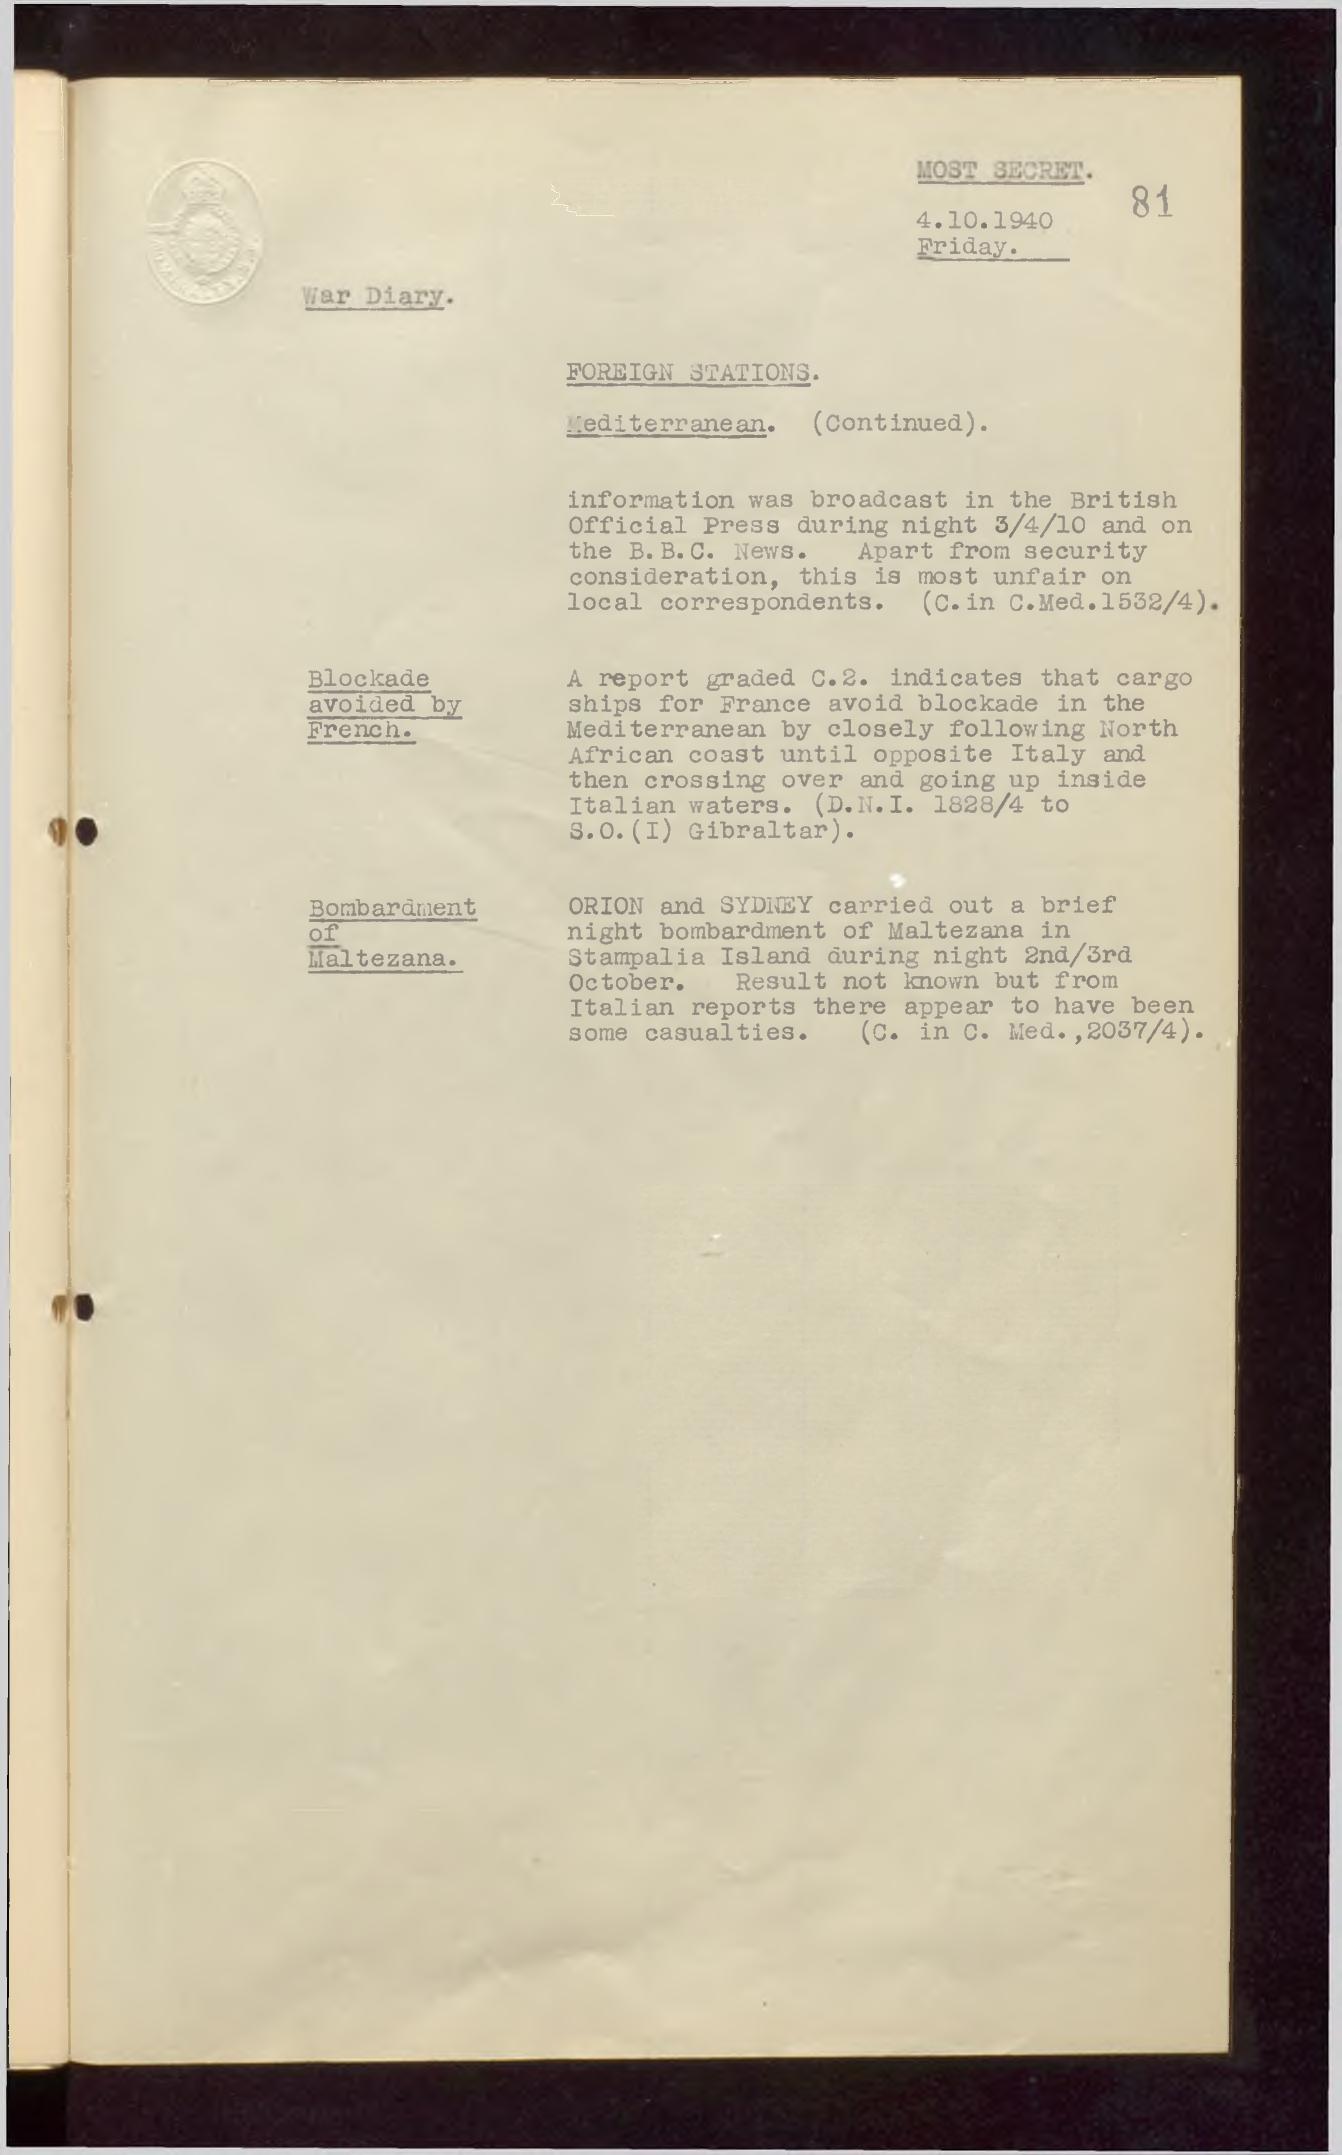 MOST SECRET.
81
4.10.1940
Friday.
War Diary.
FOREIGN STATIONS.
Mediterranean. (Continued).
information was broadcast in the British
Official Press during night 3/4/10 and on
the B.B.C. News. Apart from security
consideration, this is most unfair on
local correspondents. (C.in C.Med.1532/4).
Blockade
avoided by
French.
A report graded C.2. indicates that cargo
ships for France avoid blockade in the
Mediterranean by closely following North
African coast until opposite Italy and
then crossing over and going up inside
Italian waters. (D.N.I. 1828/4 to
S.O.(I) Gibraltar).
Bombardment
of
Maltezana.
ORION and SYDNEY carried out a brief
night bombardment of Maltezana in
Stampalia Island during night 2nd/3rd
October. Result not known but from
Italian reports there appear to have been
some casualties. (C. in C. Med.,2037/4).